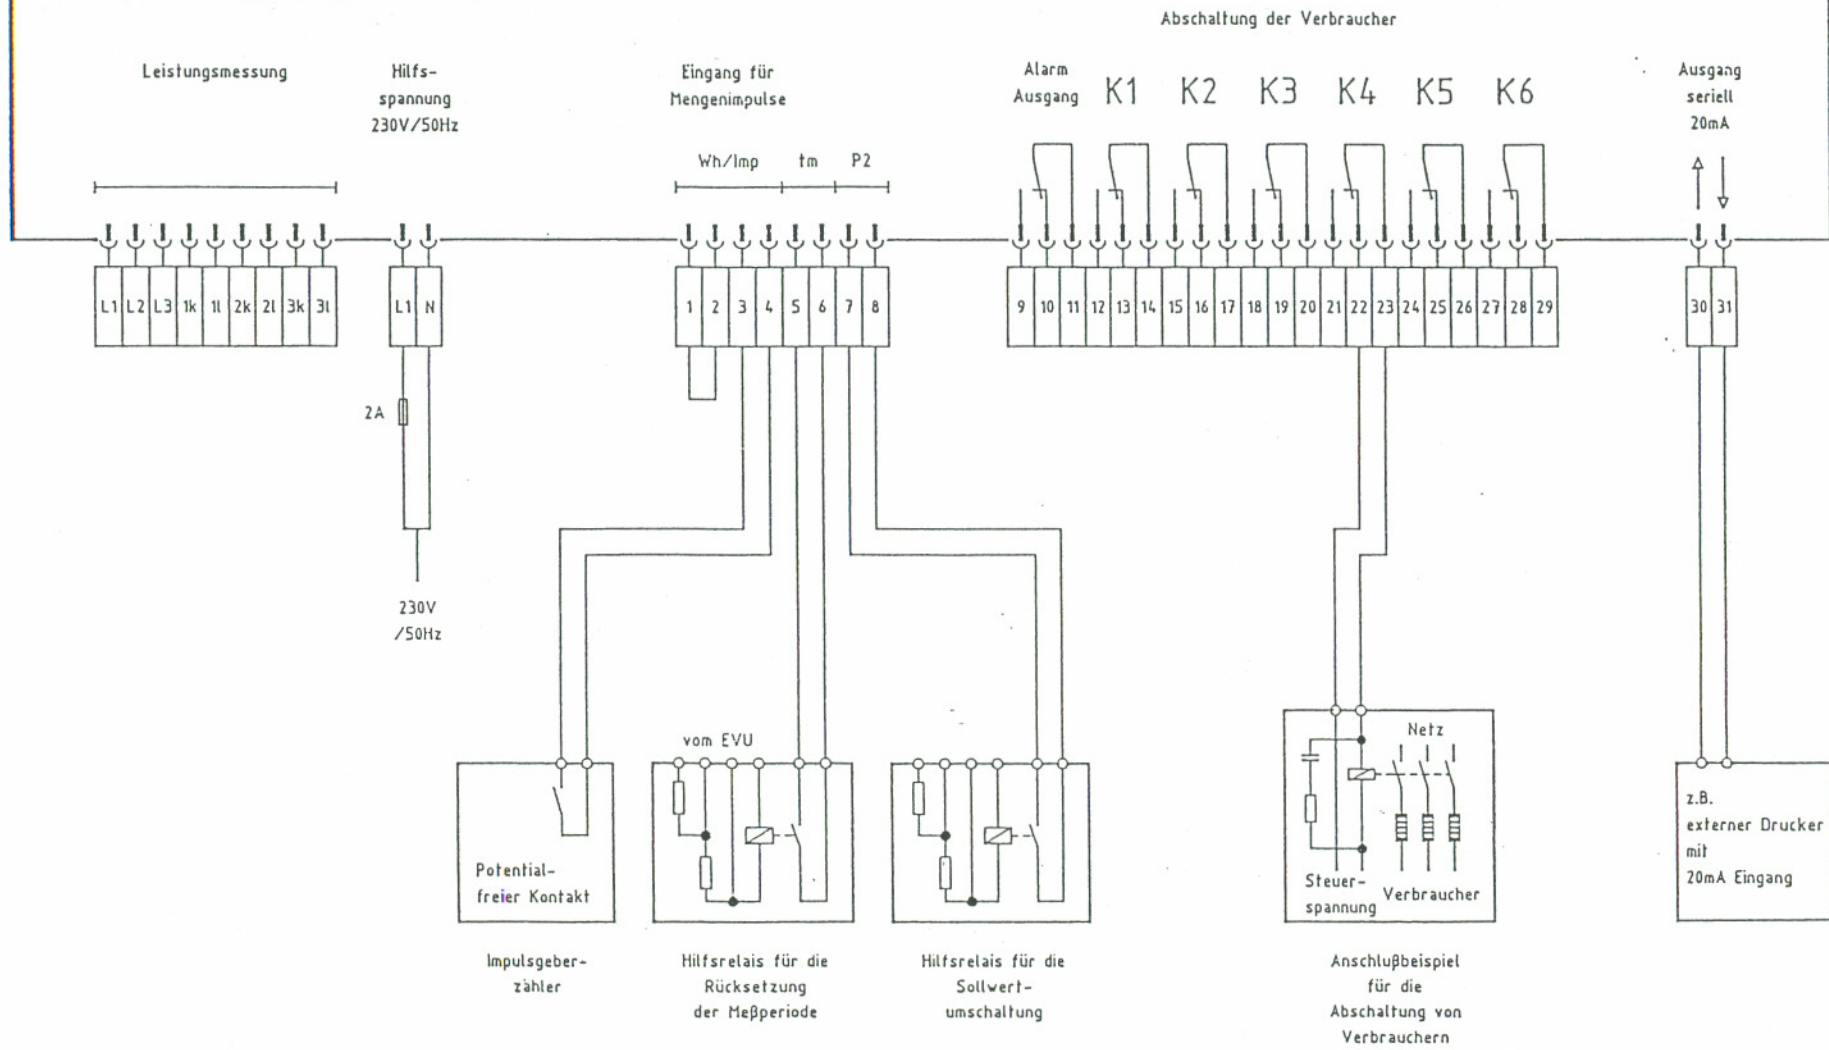 Abschaltung der Verbraucher
Leistungsmessung
Hilfs-
spannung
230V/50Hz
Eingang für
Mengenimpulse
Alarm
Ausgang
K1 K2 K3 K4 K5 K6
Ausgang
seriell
20mA
Wh/Imp tm P2
L1 L2 L3 1k 1l 2k 2l 3k 3l
L1 N
1 2 3 4 5 6 7 8
9 10 11 12 13 14 15 16 17 18 19 20 21 22 23 24 25 26 27 28 29
30 31
2A
230V
/50Hz
Potential-
freier Kontakt
vom EVU
Netz
Steuer-
spannung
Verbraucher
z.B.
externer Drucker
mit
20mA Eingang
Impulsgeber-
zähler
Hilfsrelais für die
Rücksetzung
der Meßperiode
Hilfsrelais für die
Sollwert-
umschaltung
Anschlußbeispiel
für die
Abschaltung von
Verbrauchern